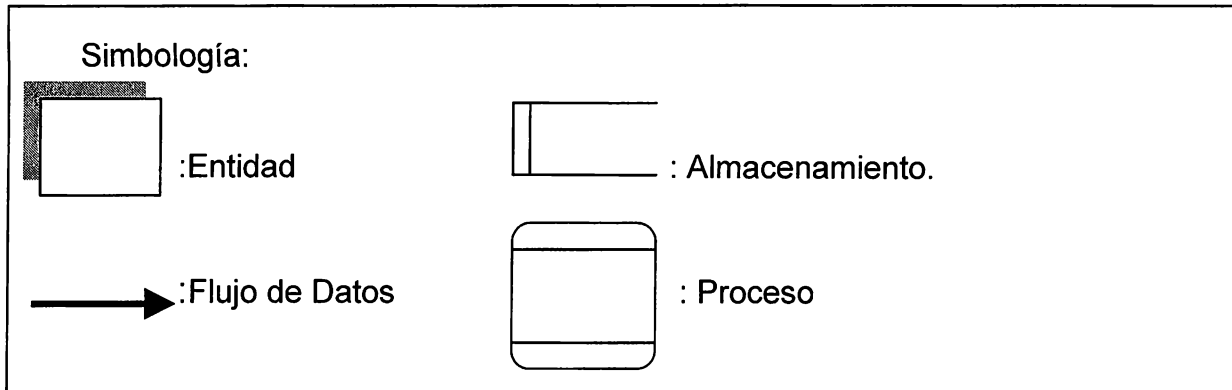 Simbología:
:Entidad
: Almacenamiento.
:Flujo de Datos
: Proceso